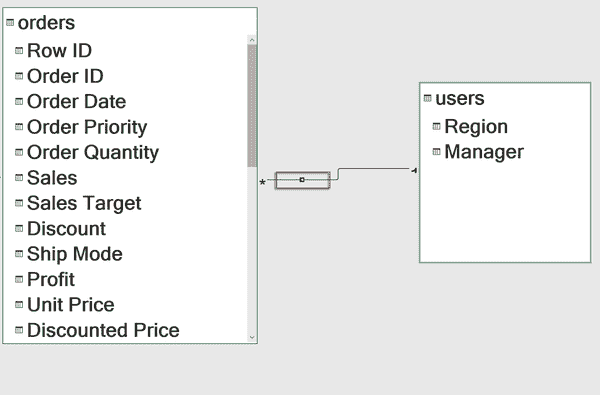 orders
Row ID
Order ID
Order Date
Order Priority
Order Quantity
Sales
Sales Target
Discount
Ship Mode
Profit
Unit Price
Discounted Price
*
users
Region
Manager